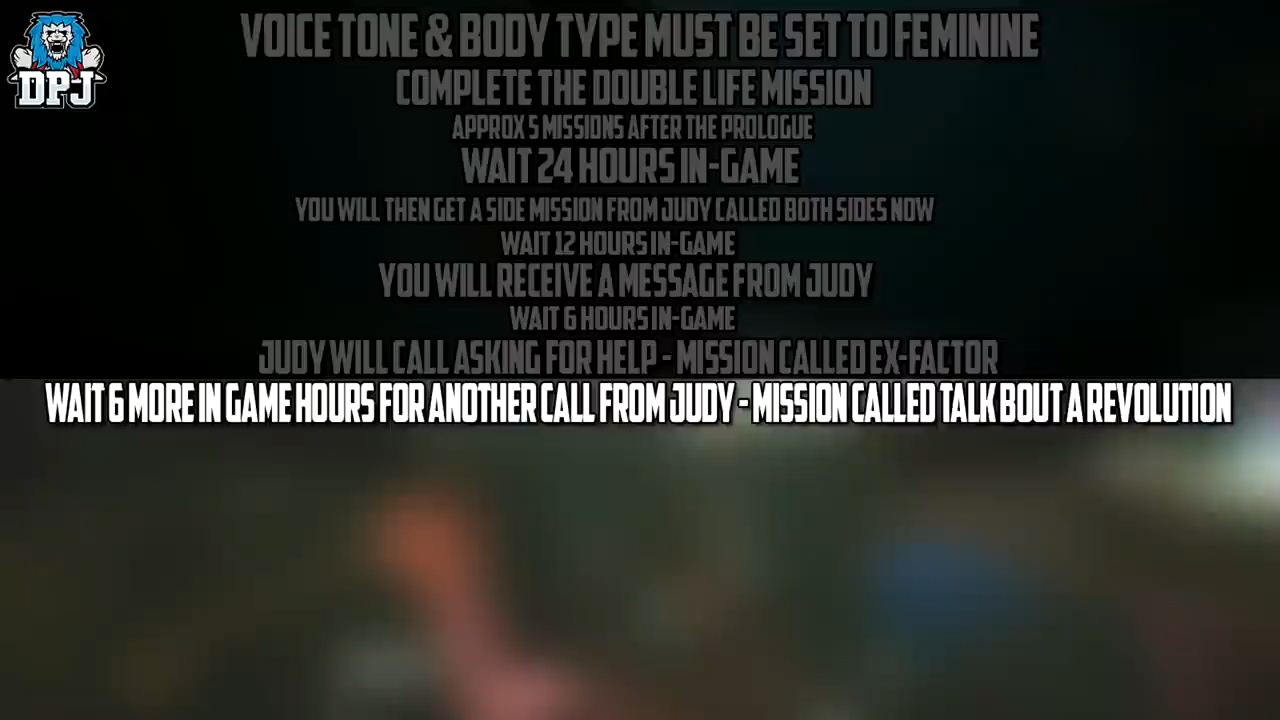 DPJ
VOICE TONE & BODY TYPE MUST BE SET TO FEMININE
COMPLETE THE DOUBLE LIFE MISSION
APPROX 5 MISSIONS AFTER THE PROLOGUE
WAIT 24 HOURS IN-GAME
YOU WILL THEN GET A SIDE MISSION FROM JUDY CALLED BOTH SIDES NOW
WAIT 12 HOURS IN-GAME
YOU WILL RECEIVE A MESSAGE FROM JUDY
WAIT 6 HOURS IN-GAME
JUDY WILL CALL ASKING FOR HELP - MISSION CALLED EX-FACTOR
WAIT 6 MORE IN GAME HOURS FOR ANOTHER CALL FROM JUDY - MISSION CALLED TALK BOUT A REVOLUTION